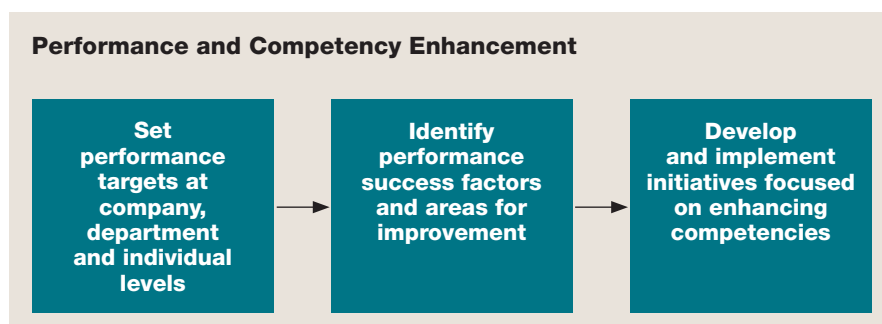 Performance and Competency Enhancement
Set
performance
targets at
company,
department
and individual
levels
Identify
performance
success factors
and areas for
improvement
Develop
and implement
initiatives focused
on enhancing
competencies